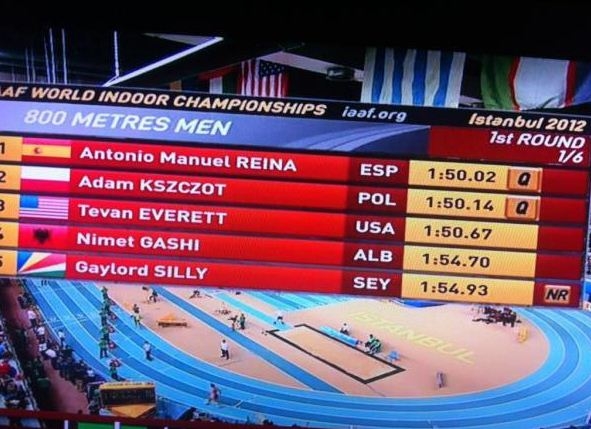 AAF WORLD INDOOR CHAMPIONSHIPS iaaf.org Istanbul 2012
800 METRES MEN 1st ROUND
1/6
1 Antonio Manuel REINA ESP 1:50.02 Q
2 Adam KSZCZOT POL 1:50.14 Q
3 Tevan EVERETT USA 1:50.67
Nimet GASHI ALB 1:54.70
5 Gaylord SILLY SEY 1:54.93 NR
ISTANBUL